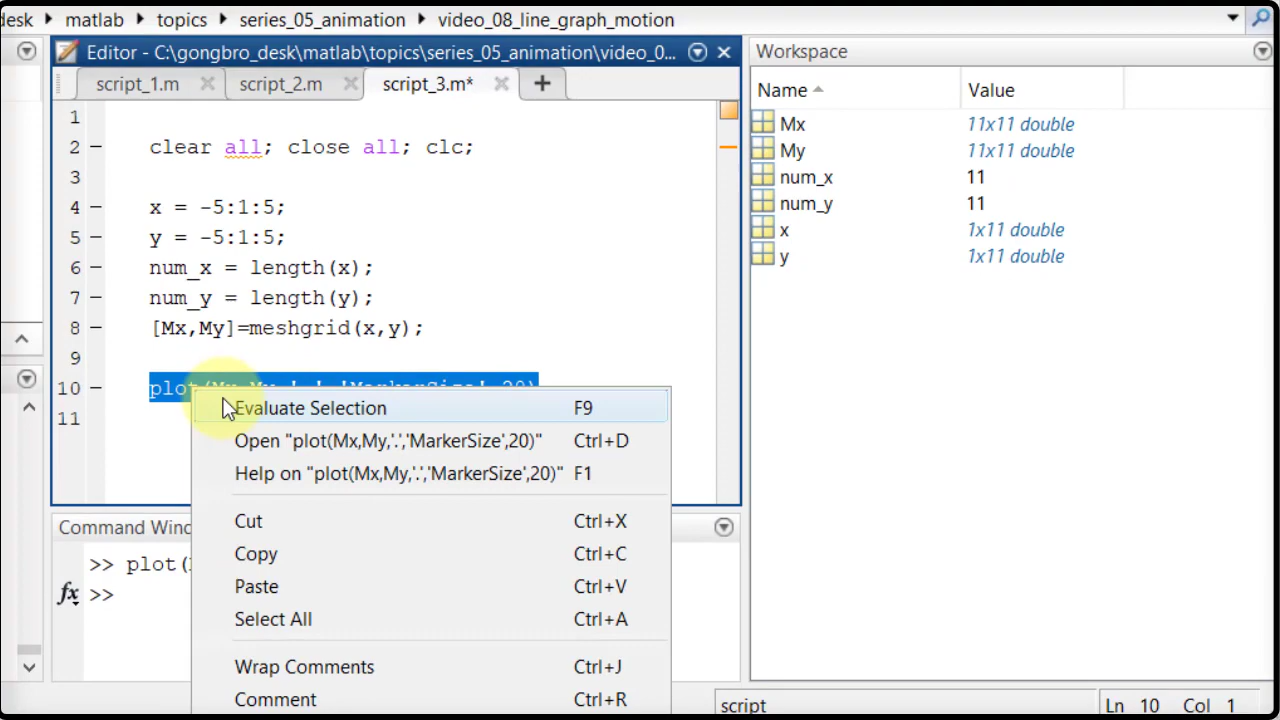 desk ▸ matlab ▸ topics ▸ series_05_animation ▸ video_08_line_graph_motion
Editor - C:\gongbro_desk\matlab\topics\series_05_animation\video_0...
script_1.m script_2.m script_3.m* +
1
2 – clear all; close all; clc;
3
4 – x = -5:1:5;
5 – y = -5:1:5;
6 – num_x = length(x);
7 – num_y = length(y);
8 – [Mx,My]=meshgrid(x,y);
9
10 – plot(Mx,My,'.','MarkerSize',20)
11
Evaluate Selection F9
Open "plot(Mx,My,'.','MarkerSize',20)" Ctrl+D
Help on "plot(Mx,My,'.','MarkerSize',20)" F1
Cut Ctrl+X
Copy Ctrl+C
Paste Ctrl+V
Select All Ctrl+A
Wrap Comments Ctrl+J
Comment Ctrl+R
Command Wind
>> plot(
fx >>
Workspace
Name Value
Mx 11x11 double
My 11x11 double
num_x 11
num_y 11
x 1x11 double
y 1x11 double
script Ln 10 Col 1